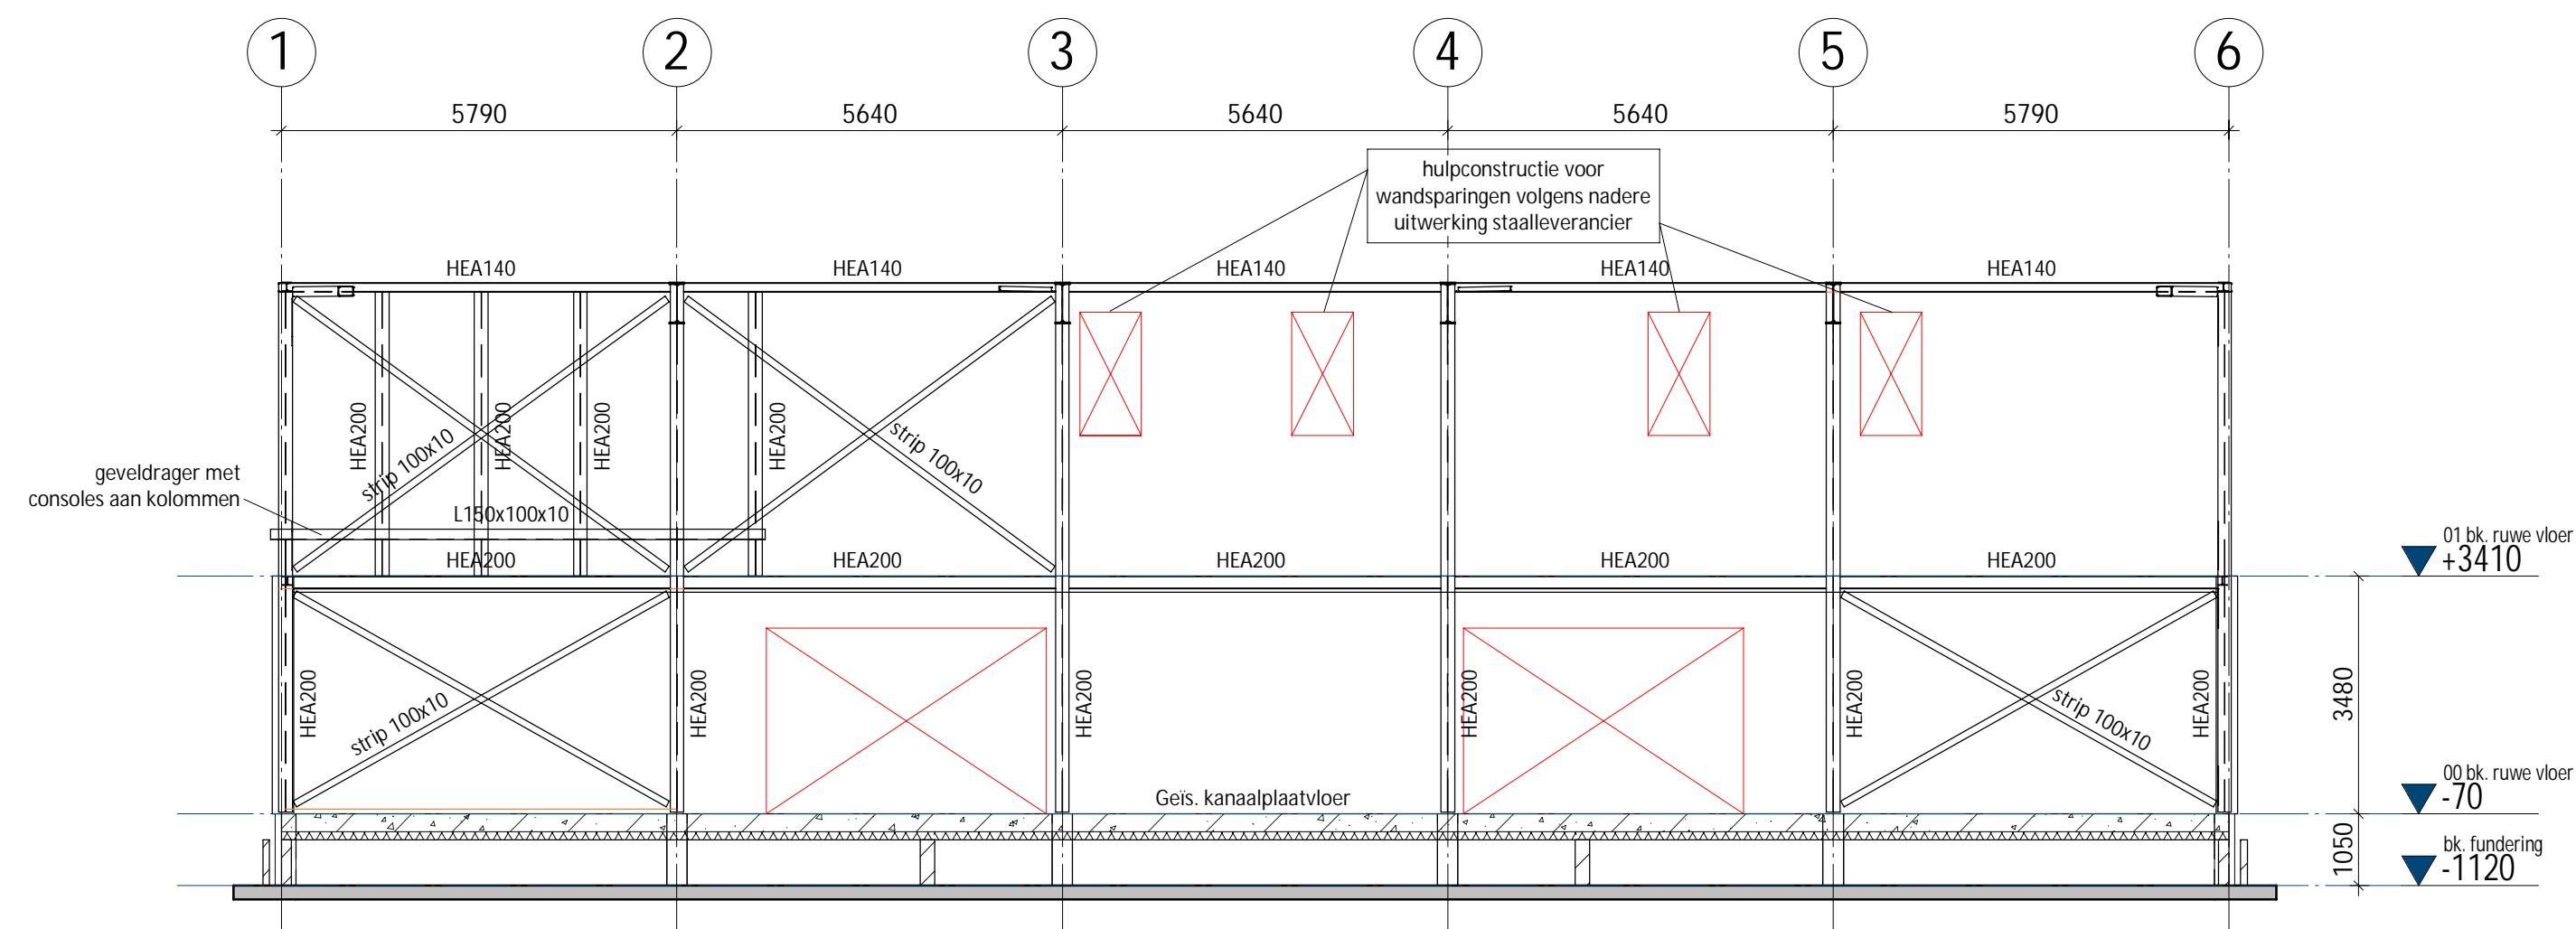 1
2
3
4
5
6
5790
5640
5640
5640
5790
hulpconstructie voor
wandsparingen volgens nadere
uitwerking staalleverancier
HEA140
HEA140
HEA140
HEA140
HEA140
HEA200
HEA200
HEA200
HEA200
strip 100x10
strip 100x10
geveldrager met
consoles aan kolommen
L150x100x10
HEA200
HEA200
HEA200
HEA200
HEA200
01 bk. ruwe vloer
+3410
HEA200
HEA200
HEA200
HEA200
HEA200
HEA200
strip 100x10
strip 100x10
3480
Geïs. kanaalplaatvloer
00 bk. ruwe vloer
-70
1050
bk. fundering
-1120